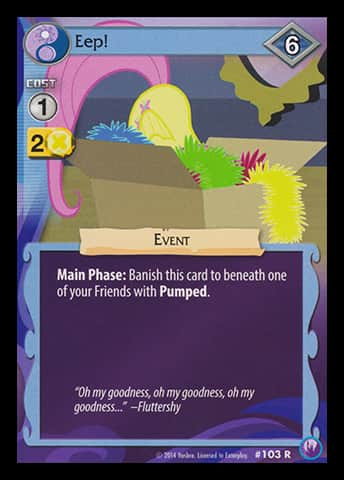 Eep!
6
COST
1
2
EVENT
Main Phase: Banish this card to beneath one
of your Friends with Pumped.
"Oh my goodness, oh my goodness, oh my
goodness..." –Fluttershy
© 2014 Hasbro. Licensed to Enterplay. #103 R